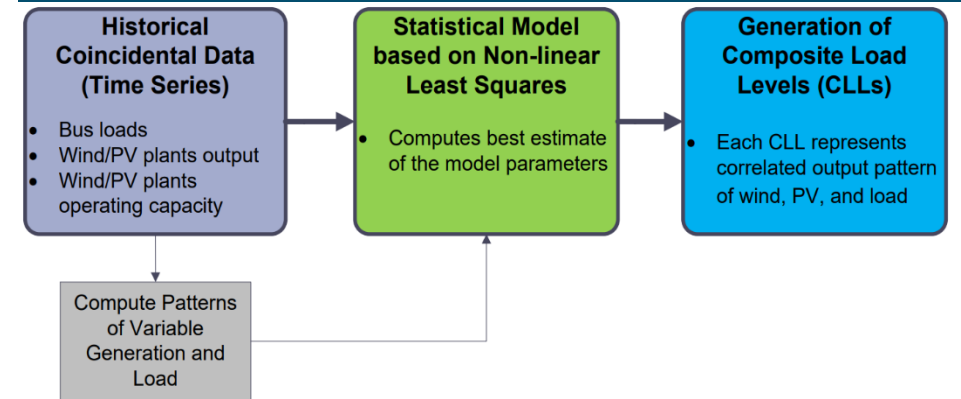 Historical
Coincidental Data
(Time Series)
• Bus loads
• Wind/PV plants output
• Wind/PV plants
operating capacity
Statistical Model
based on Non-linear
Least Squares
• Computes best estimate
of the model parameters
Generation of
Composite Load
Levels (CLLs)
• Each CLL represents
correlated output pattern
of wind, PV, and load
Compute Patterns
of Variable
Generation and
Load